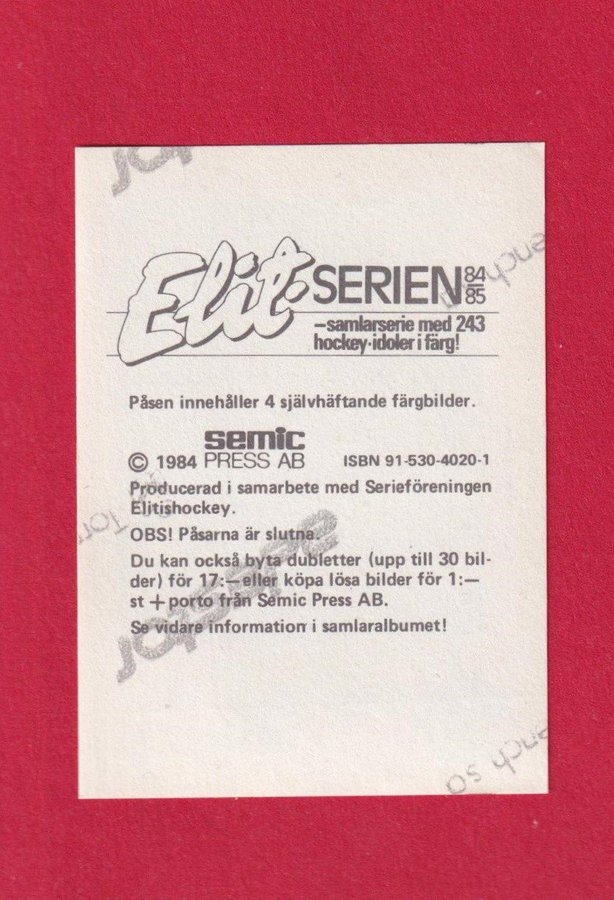 Elit-SERIEN 84/85
–samlarserie med 243
hockey-idoler i färg!
Påsen innehåller 4 självhäftande färgbilder.
semic
© 1984 PRESS AB ISBN 91-530-4020-1
Producerad i samarbete med Serieföreningen
Elitishockey.
OBS! Påsarna är slutna.
Du kan också byta dubletter (upp till 30 bil-
der) för 17:— eller köpa lösa bilder för 1:—
st + porto från Semic Press AB.
Se vidare information i samlaralbumet!